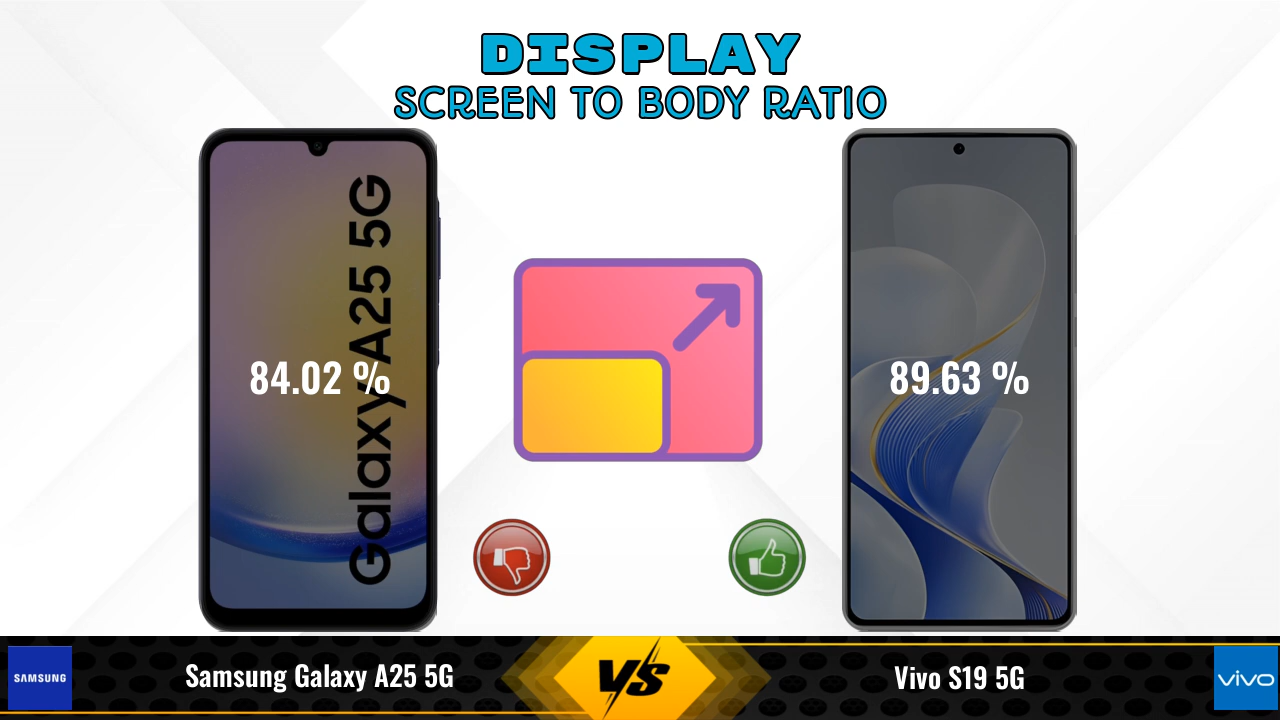 DISPLAY
SCREEN TO BODY RATIO
Galaxy A25 5G
84.02 %
89.63 %
SAMSUNG
Samsung Galaxy A25 5G
VS
Vivo S19 5G
vivo